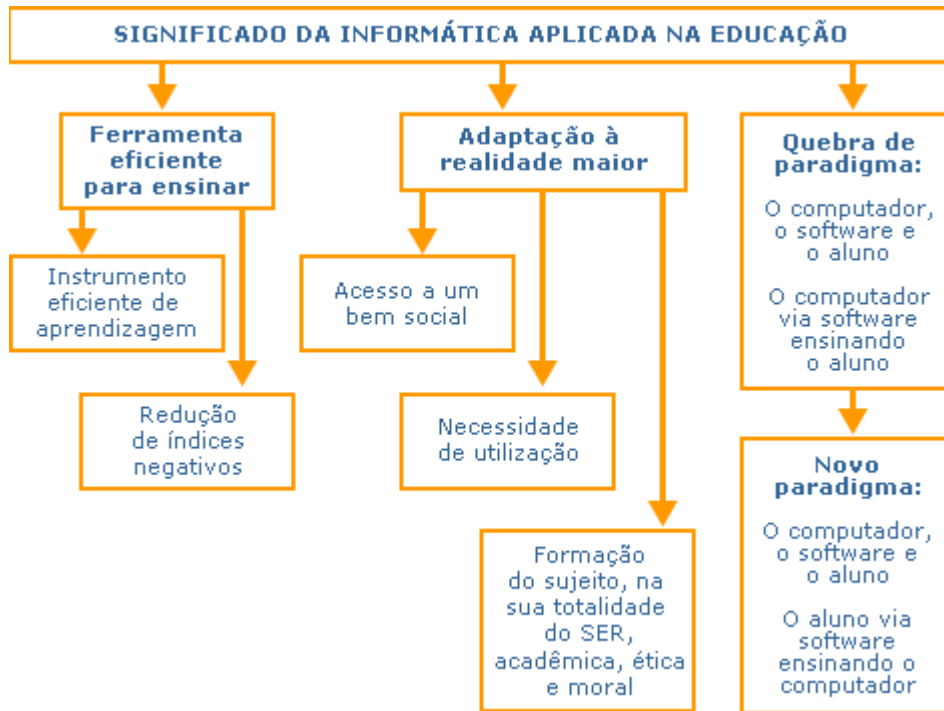 SIGNIFICADO DA INFORMÁTICA APLICADA NA EDUCAÇÃO
Ferramenta
eficiente
para ensinar
Instrumento
eficiente de
aprendizagem
Redução
de índices
negativos
Adaptação à
realidade maior
Acesso a um
bem social
Necessidade
de utilização
Formação
do sujeito, na
sua totalidade
do SER,
acadêmica, ética
e moral
Quebra de
paradigma:
O computador,
o software e
o aluno
O computador
via software
ensinando
o aluno
Novo
paradigma:
O computador,
o software e
o aluno
O aluno via
software
ensinando o
computador